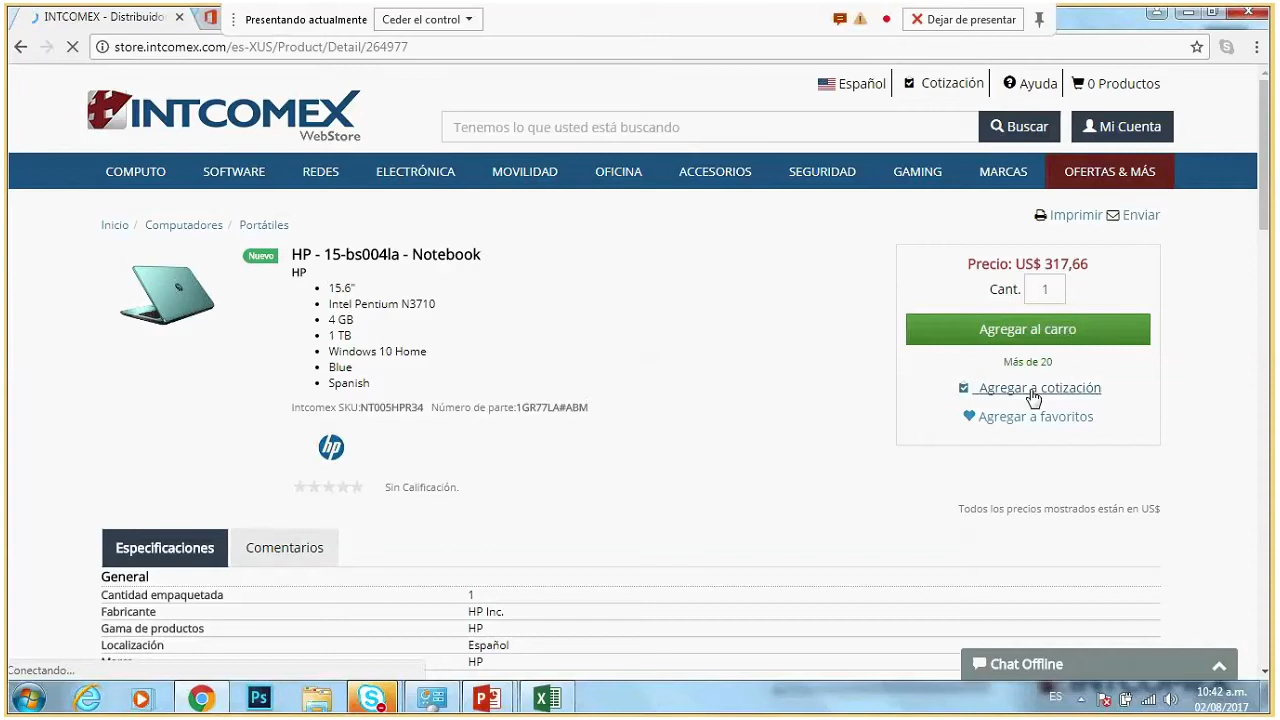 INTCOMEX - Distribuido
Presentando actualmente
Ceder el control
Dejar de presentar
store.intcomex.com/es-XUS/Product/Detail/264977
Español
Cotización
Ayuda
0 Productos
INTCOMEX
WebStore
Tenemos lo que usted está buscando
Buscar
Mi Cuenta
COMPUTO SOFTWARE REDES ELECTRÓNICA MOVILIDAD OFICINA ACCESORIOS SEGURIDAD GAMING MARCAS OFERTAS & MÁS
Imprimir Enviar
Inicio / Computadores / Portátiles
Nuevo
HP - 15-bs004la - Notebook
HP
15.6"
Intel Pentium N3710
4 GB
1 TB
Windows 10 Home
Blue
Spanish
Intcomex SKU:NT005HPR34 Número de parte:1GR77LA#ABM
hp
Sin Calificación.
Precio: US$ 317,66
Cant. 1
Agregar al carro
Más de 20
Agregar a cotización
Agregar a favoritos
Todos los precios mostrados están en US$
Especificaciones
Comentarios
General
Cantidad empaquetada 1
Fabricante HP Inc.
Gama de productos HP
Localización Español
Marca HP
Conectando...
Chat Offline
Ps
ES
10:42 a.m.
02/08/2017